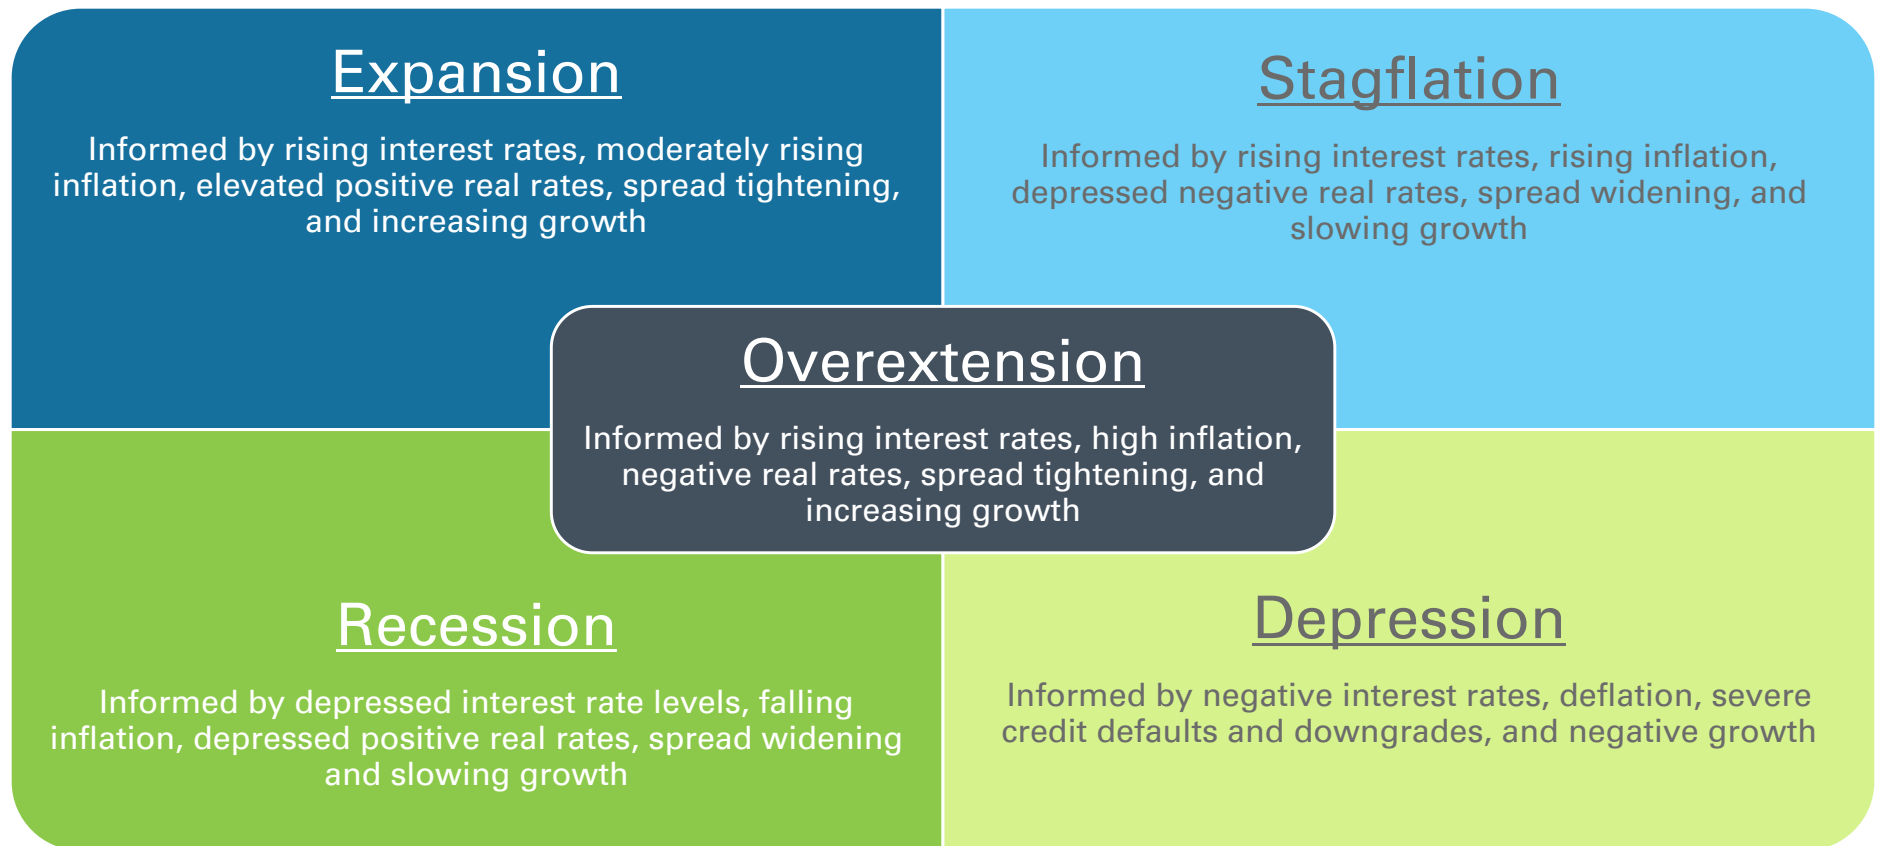 Expansion
Informed by rising interest rates, moderately rising
inflation, elevated positive real rates, spread tightening,
and increasing growth
Stagflation
Informed by rising interest rates, rising inflation,
depressed negative real rates, spread widening, and
slowing growth
Overextension
Informed by rising interest rates, high inflation,
negative real rates, spread tightening, and
increasing growth
Recession
Informed by depressed interest rate levels, falling
inflation, depressed positive real rates, spread widening
and slowing growth
Depression
Informed by negative interest rates, deflation, severe
credit defaults and downgrades, and negative growth